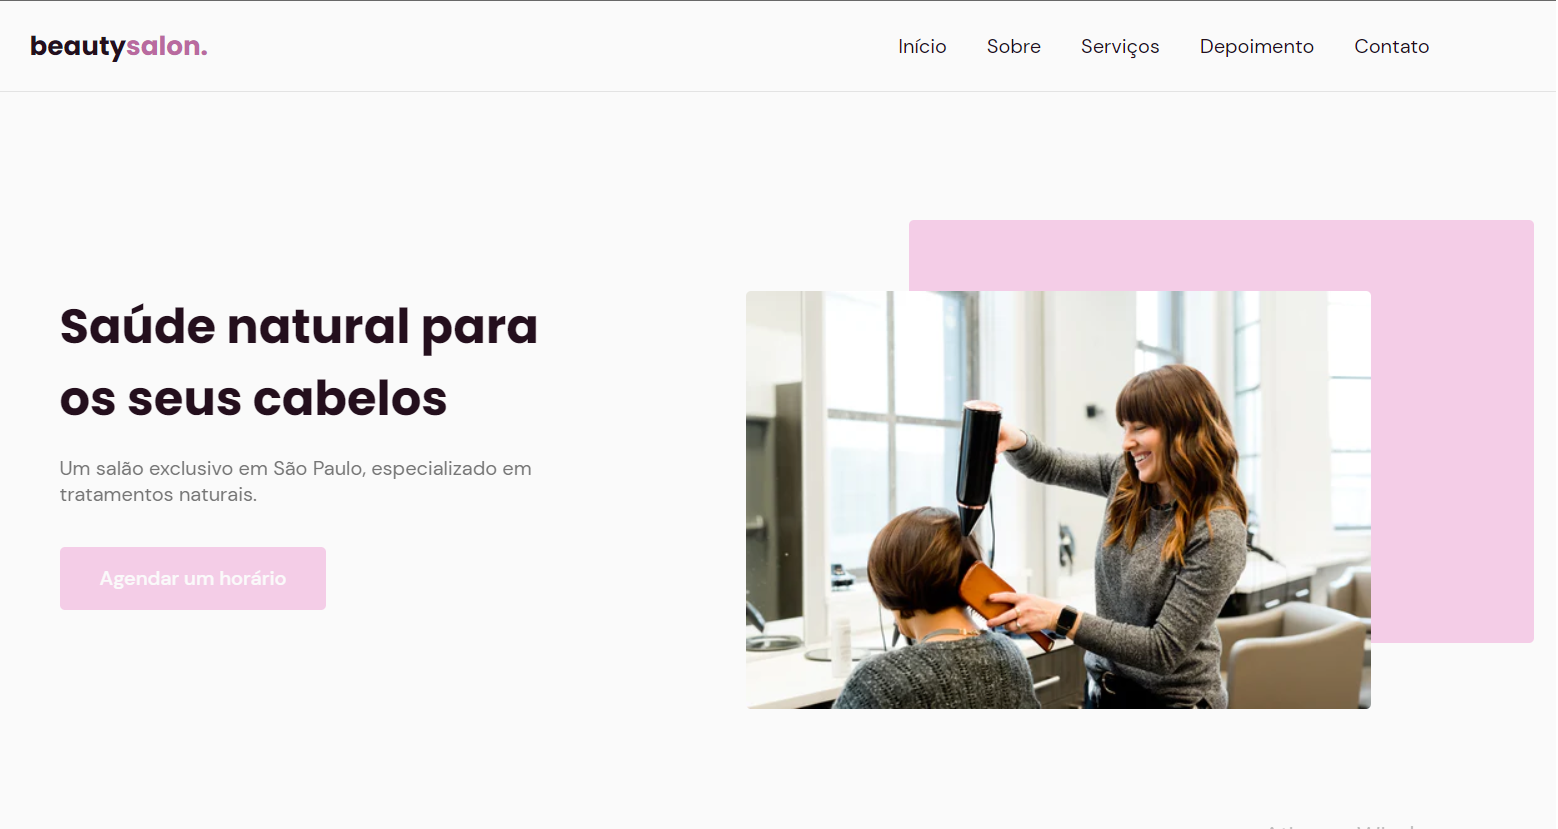 beautysalon.
Início
Sobre
Serviços
Depoimento
Contato
Saúde natural para
os seus cabelos
Um salão exclusivo em São Paulo, especializado em
tratamentos naturais.
Agendar um horário